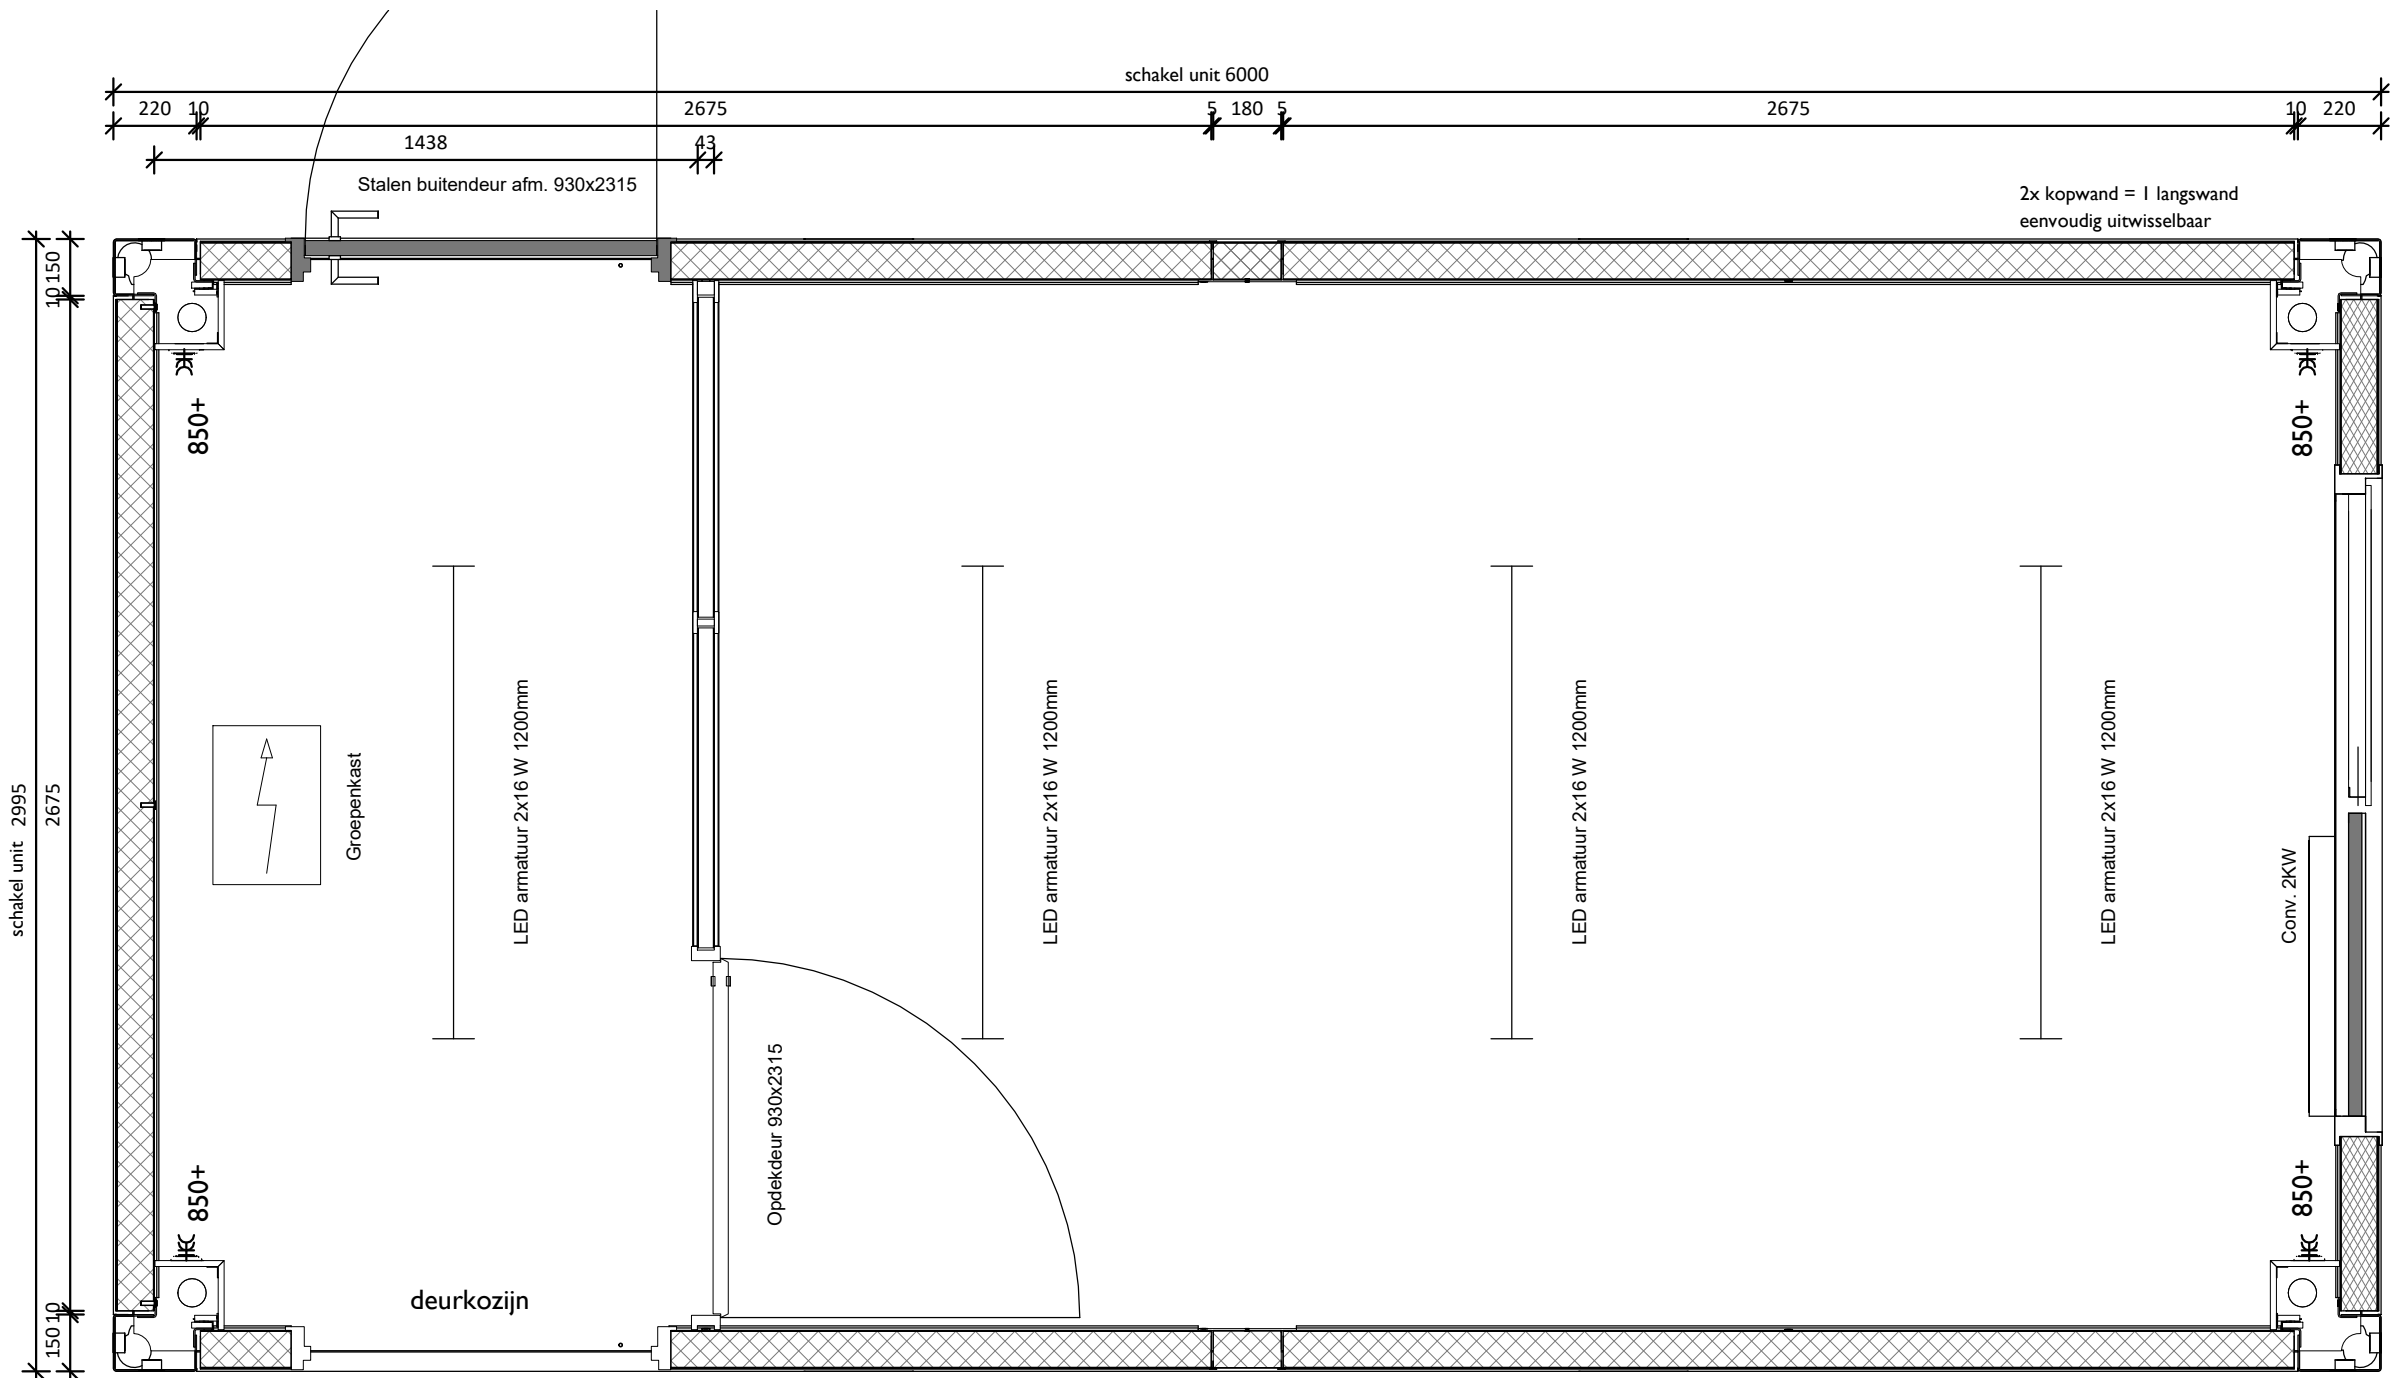 schakel unit 6000
220 10 2675 5 180 5 2675 10 220
1438 43
Stalen buitendeur afm. 930x2315
2x kopwand = 1 langswand
eenvoudig uitwisselbaar
150
10
850+
850+
schakel unit 2995
2675
Groepenkast
LED armatuur 2x16 W 1200mm
LED armatuur 2x16 W 1200mm
LED armatuur 2x16 W 1200mm
LED armatuur 2x16 W 1200mm
Conv. 2KW
Opdekdeur 930x2315
850+
850+
deurkozijn
10
150